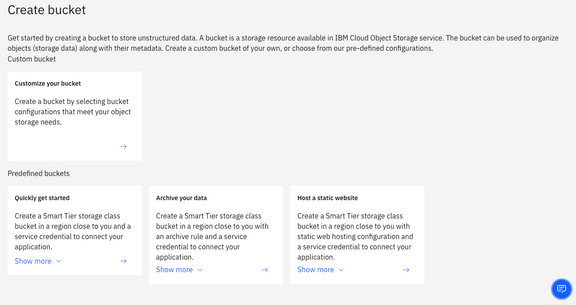 Create bucket
Get started by creating a bucket to store unstructured data. A bucket is a storage resource available in IBM Cloud Object Storage service. The bucket can be used to organize
objects (storage data) along with their metadata. Create a custom bucket of your own, or choose from our pre-defined configurations.
Custom bucket
Customize your bucket
Create a bucket by selecting bucket
configurations that meet your object
storage needs.
Predefined buckets
Quickly get started
Create a Smart Tier storage class
bucket in a region close to you and a
service credential to connect your
application.
Show more
Archive your data
Create a Smart Tier storage class
bucket in a region close to you with
an archive rule and a service
credential to connect your
application.
Show more
Host a static website
Create a Smart Tier storage class
bucket in a region close to you with
static web hosting configuration and
a service credential to connect your
application.
Show more